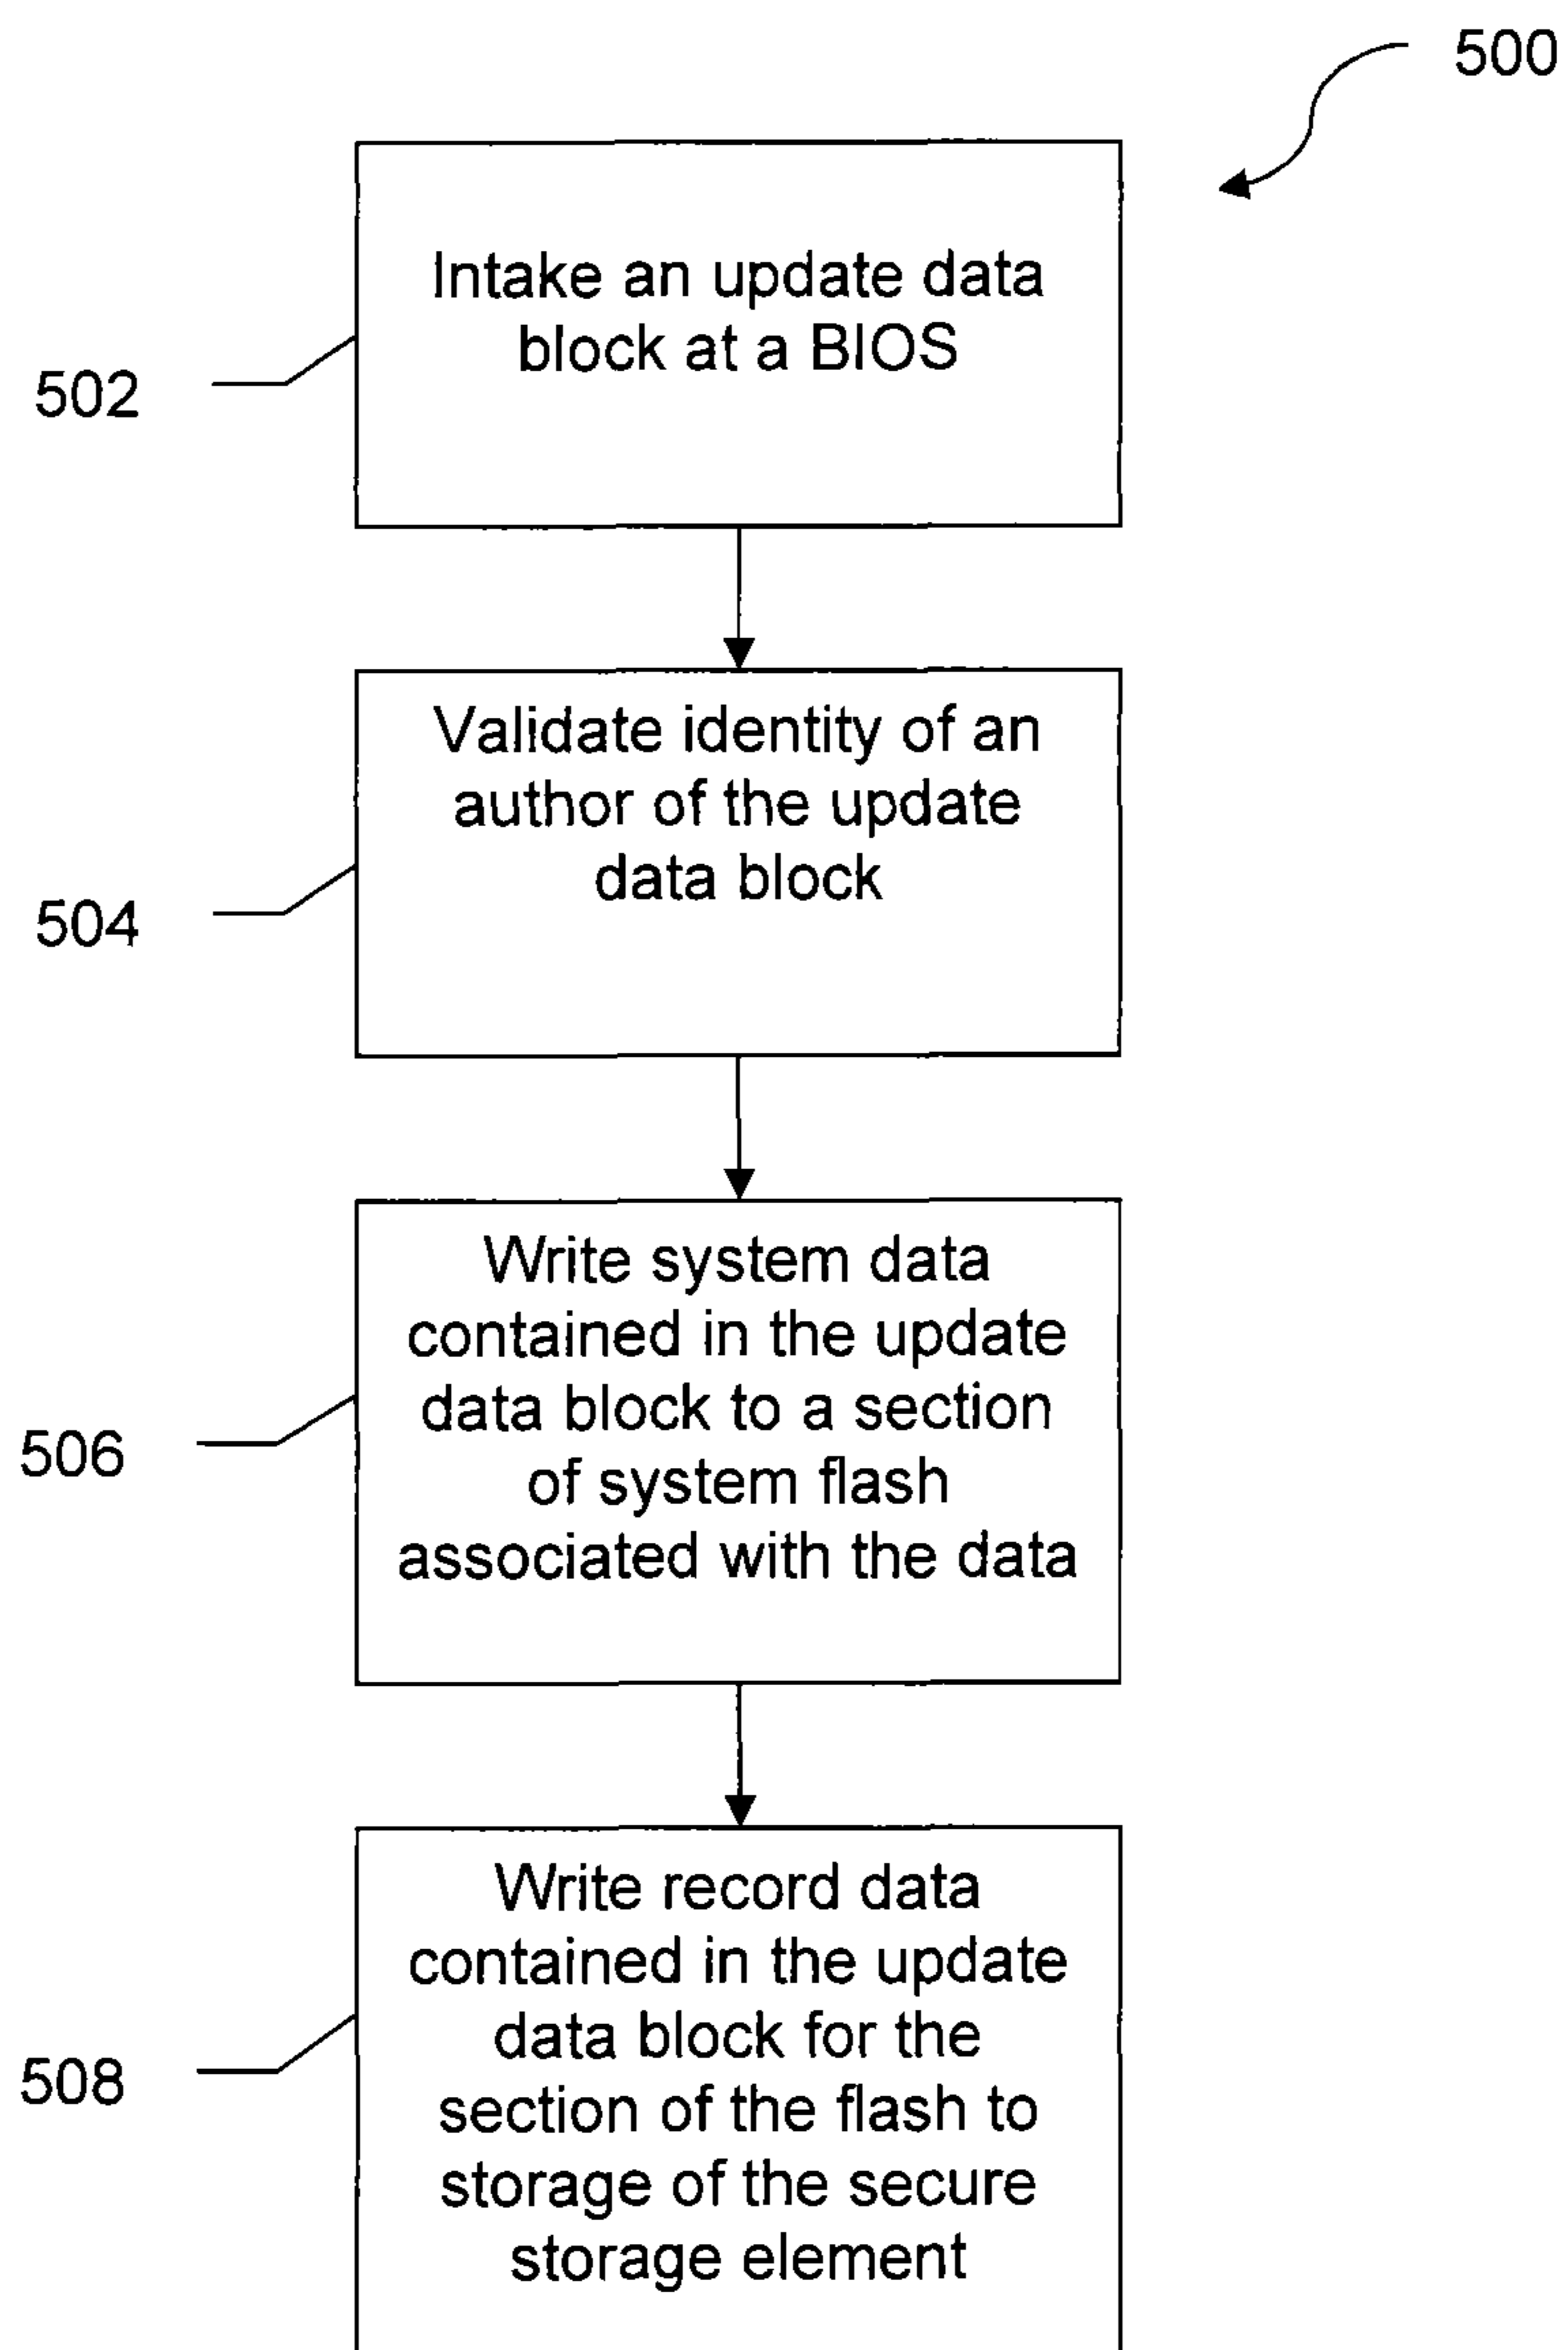 500
Intake an update data
block at a BIOS
502
Validate identity of an
author of the update
data block
504
Write system data
contained in the update
data block to a section
of system flash
associated with the data
506
Write record data
contained in the update
data block for the
section of the flash to
storage of the secure
storage element
508